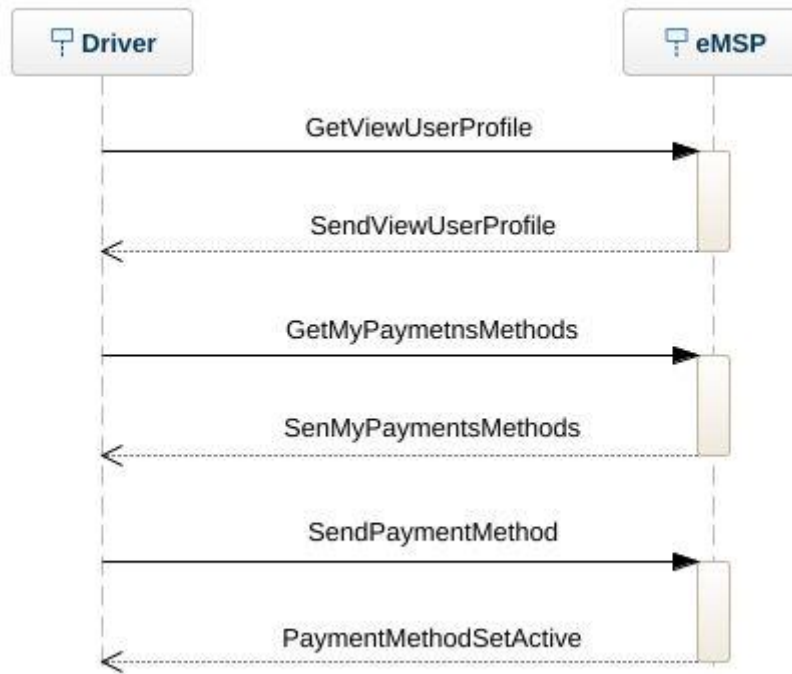 Driver
eMSP
GetViewUserProfile
SendViewUserProfile
GetMyPaymetnsMethods
SenMyPaymentsMethods
SendPaymentMethod
PaymentMethodSetActive